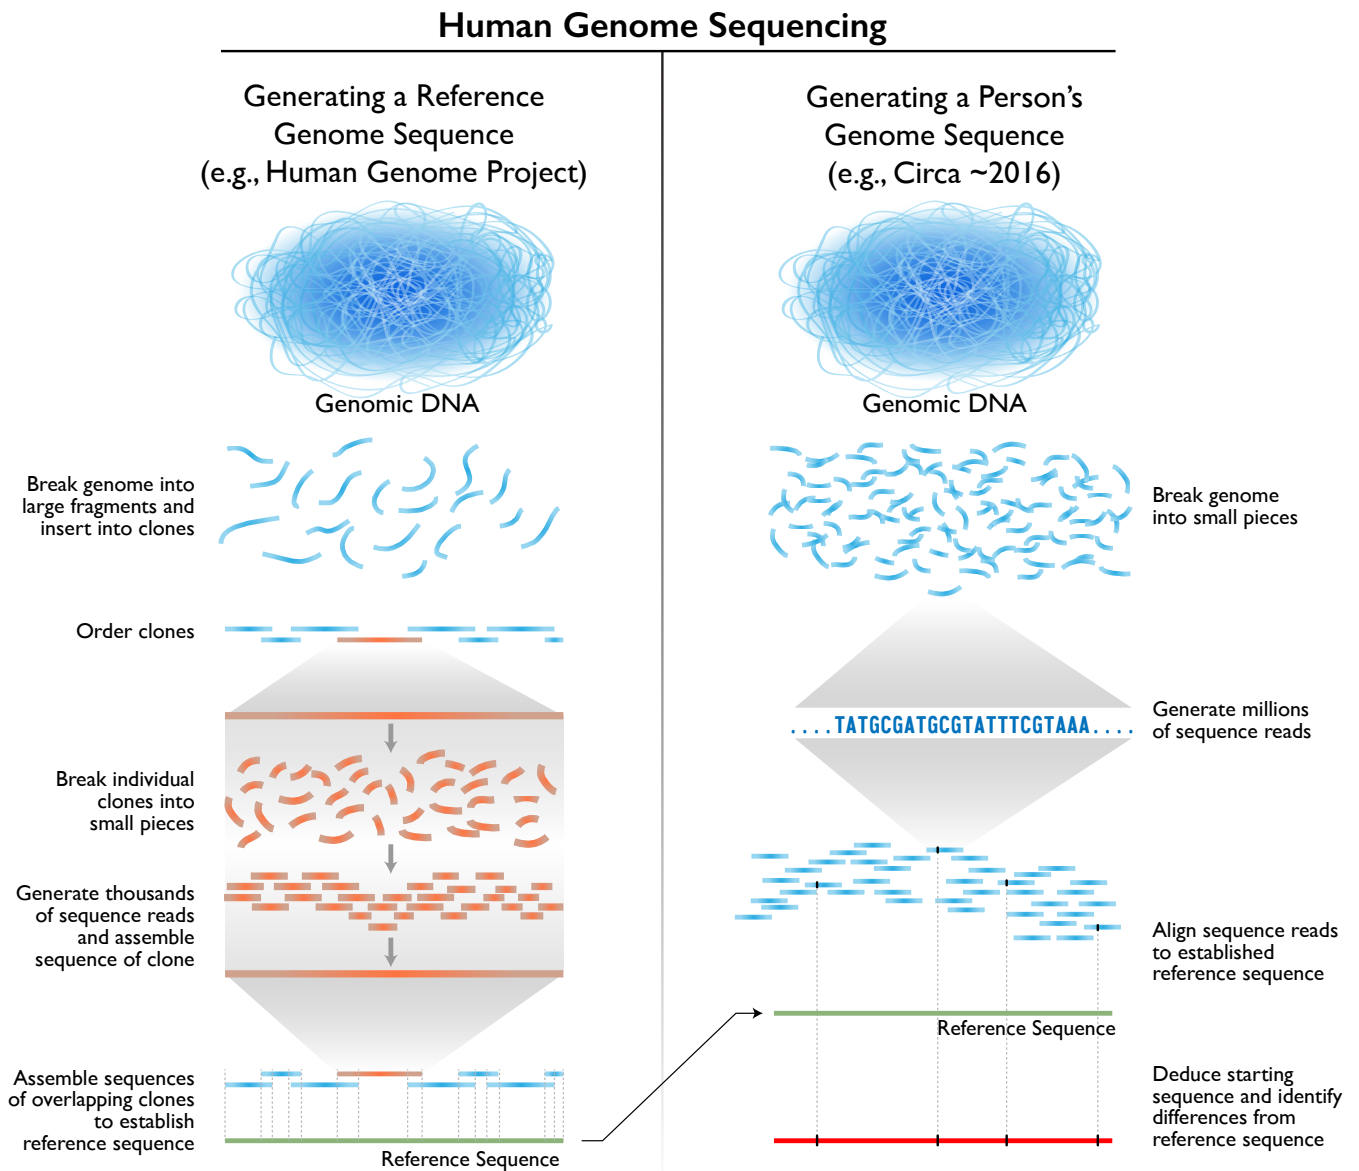 Human Genome Sequencing
Generating a Reference
Genome Sequence
(e.g., Human Genome Project)
Genomic DNA
Break genome into
large fragments and
insert into clones
Order clones
Break individual
clones into
small pieces
Generate thousands
of sequence reads
and assemble
sequence of clone
Assemble sequences
of overlapping clones
to establish
reference sequence
Reference Sequence
Generating a Person's
Genome Sequence
(e.g., Circa ~2016)
Genomic DNA
Break genome
into small pieces
Generate millions
of sequence reads
....TATGCGATGCGTATTTCGTAAA....
Align sequence reads
to established
reference sequence
Reference Sequence
Deduce starting
sequence and identify
differences from
reference sequence